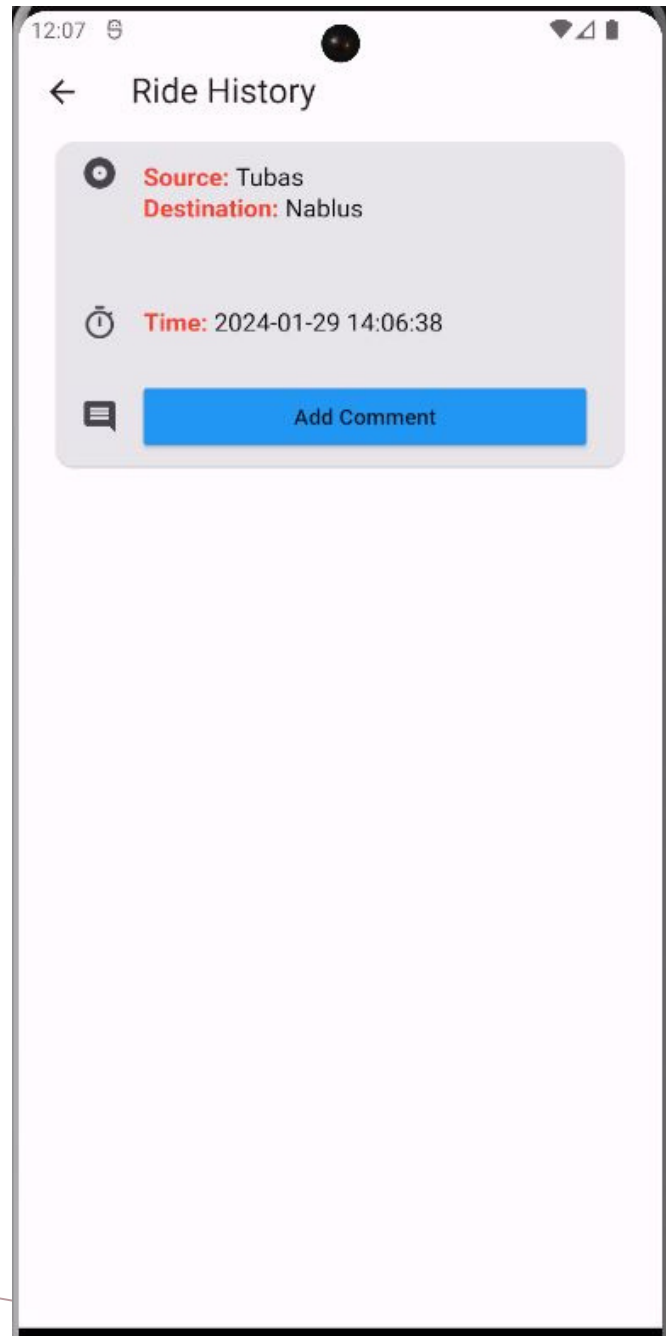 12:07
Ride History
Source: Tubas
Destination: Nablus
Time: 2024-01-29 14:06:38
Add Comment